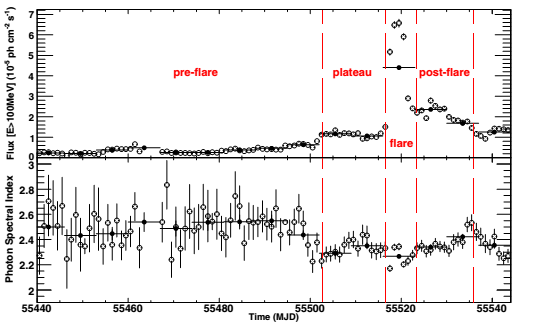 Flux [E>100MeV] (10⁻⁶ ph cm⁻² s⁻¹)
7
6
5
4
3
2
1
0
pre-flare
plateau
post-flare
flare
Photon Spectral Index
3
2.8
2.6
2.4
2.2
2
55440
55460
55480
55500
55520
55540
Time (MJD)